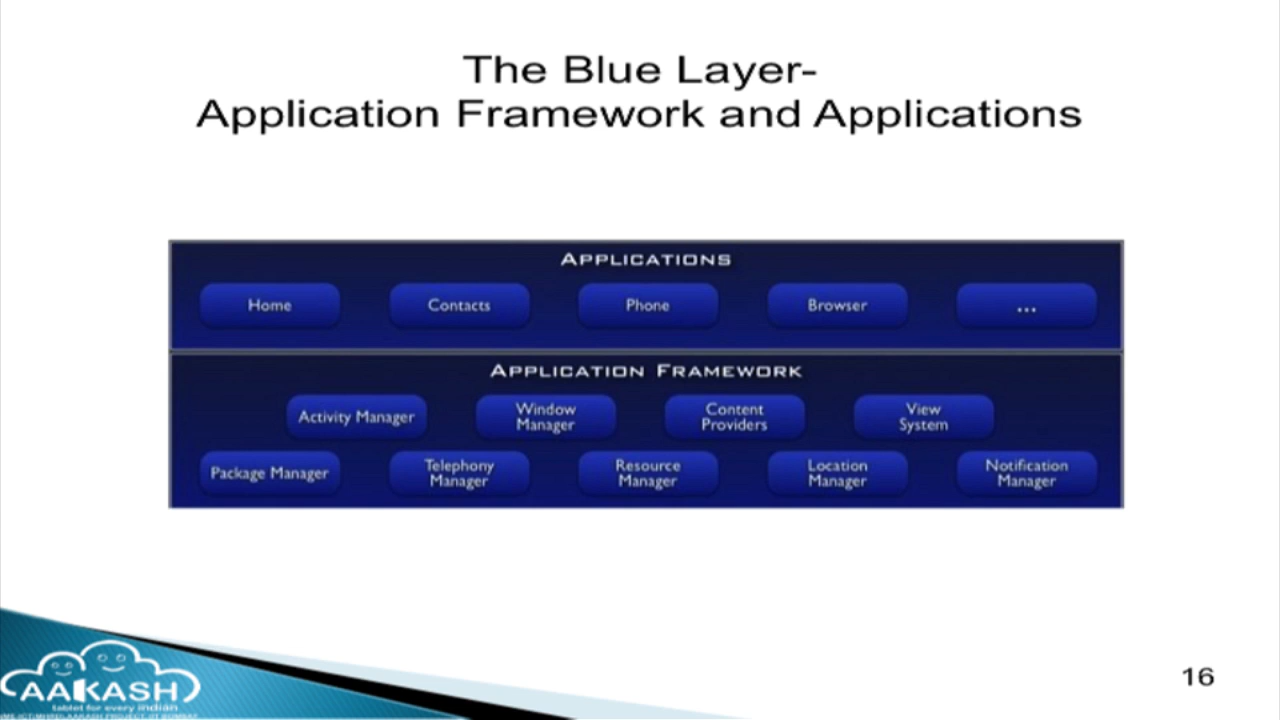 The Blue Layer-
Application Framework and Applications
APPLICATIONS
Home
Contacts
Phone
Browser
...
APPLICATION FRAMEWORK
Activity Manager
Window
Manager
Content
Providers
View
System
Package Manager
Telephony
Manager
Resource
Manager
Location
Manager
Notification
Manager
AAKASH
tablet for every indian
16